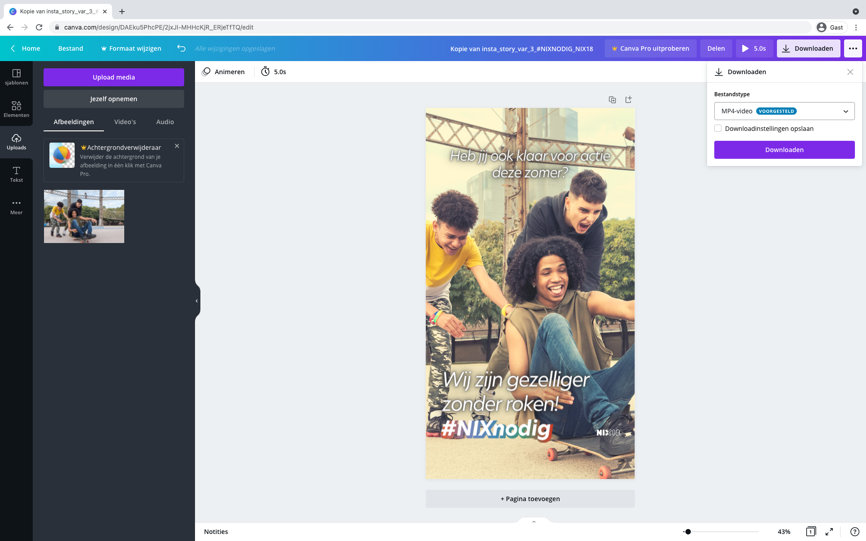 Kopie van insta_story_var_3_
canva.com/design/DAEku5PhcPE/2JxJI-MHHcKJR_ERjeTfTQ/edit
Gast
Home
Bestand
Formaat wijzigen
Alle wijzigingen opgeslagen
Kopie van insta_story_var_3_#NIXNODIG_NIX18
Canva Pro uitproberen
Delen
5.0s
Downloaden
sjablonen
Elementen
Uploads
Tekst
Meer
Upload media
Jezelf opnemen
Afbeeldingen
Video's
Audio
Achtergrondverwijderaar
Verwijder de achtergrond van je
afbeelding in één klik met Canva
Pro.
Animeren
5.0s
Heb jij ook klaar voor actie
deze zomer?
Wij zijn gezelliger
zonder roken!
#NIXnodig
+ Pagina toevoegen
Downloaden
Bestandstype
MP4-video VOORGESTELD
Downloadinstellingen opslaan
Downloaden
Notities
43%
1